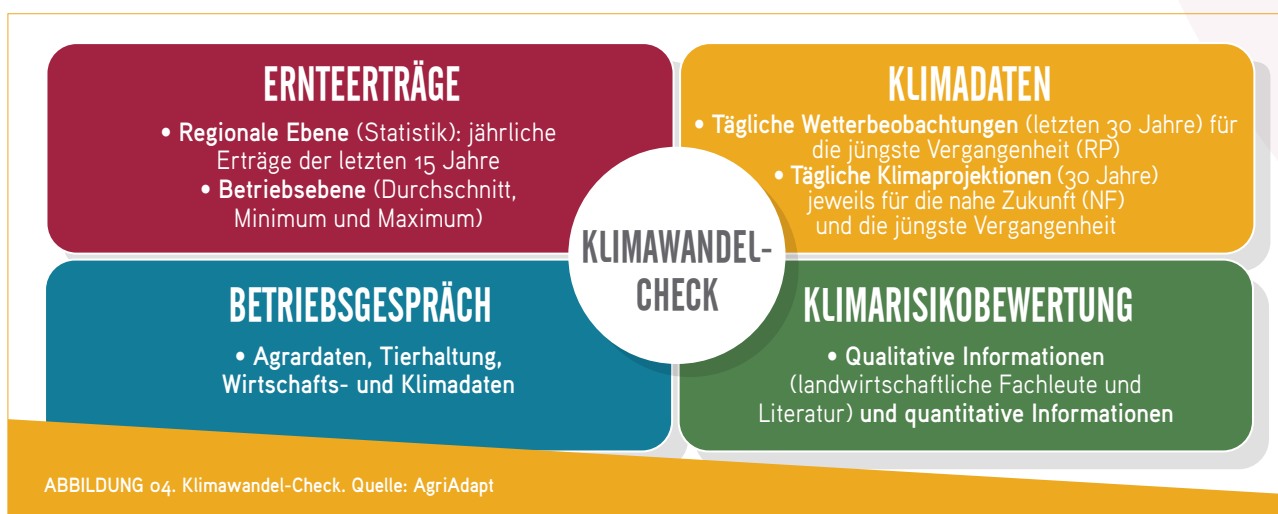 ERNTEERTRÄGE
• Regionale Ebene (Statistik): jährliche
Erträge der letzten 15 Jahre
• Betriebsebene (Durchschnitt,
Minimum und Maximum)
KLIMADATEN
• Tägliche Wetterbeobachtungen (letzten 30 Jahre) für
die jüngste Vergangenheit (RP)
• Tägliche Klimaprojektionen (30 Jahre)
jeweils für die nahe Zukunft (NF)
und die jüngste Vergangenheit
KLIMAWANDEL-
CHECK
BETRIEBSGESPRÄCH
• Agrardaten, Tierhaltung,
Wirtschafts- und Klimadaten
KLIMARISIKOBEWERTUNG
• Qualitative Informationen
(landwirtschaftliche Fachleute und
Literatur) und quantitative Informationen
ABBILDUNG 04. Klimawandel-Check. Quelle: AgriAdapt